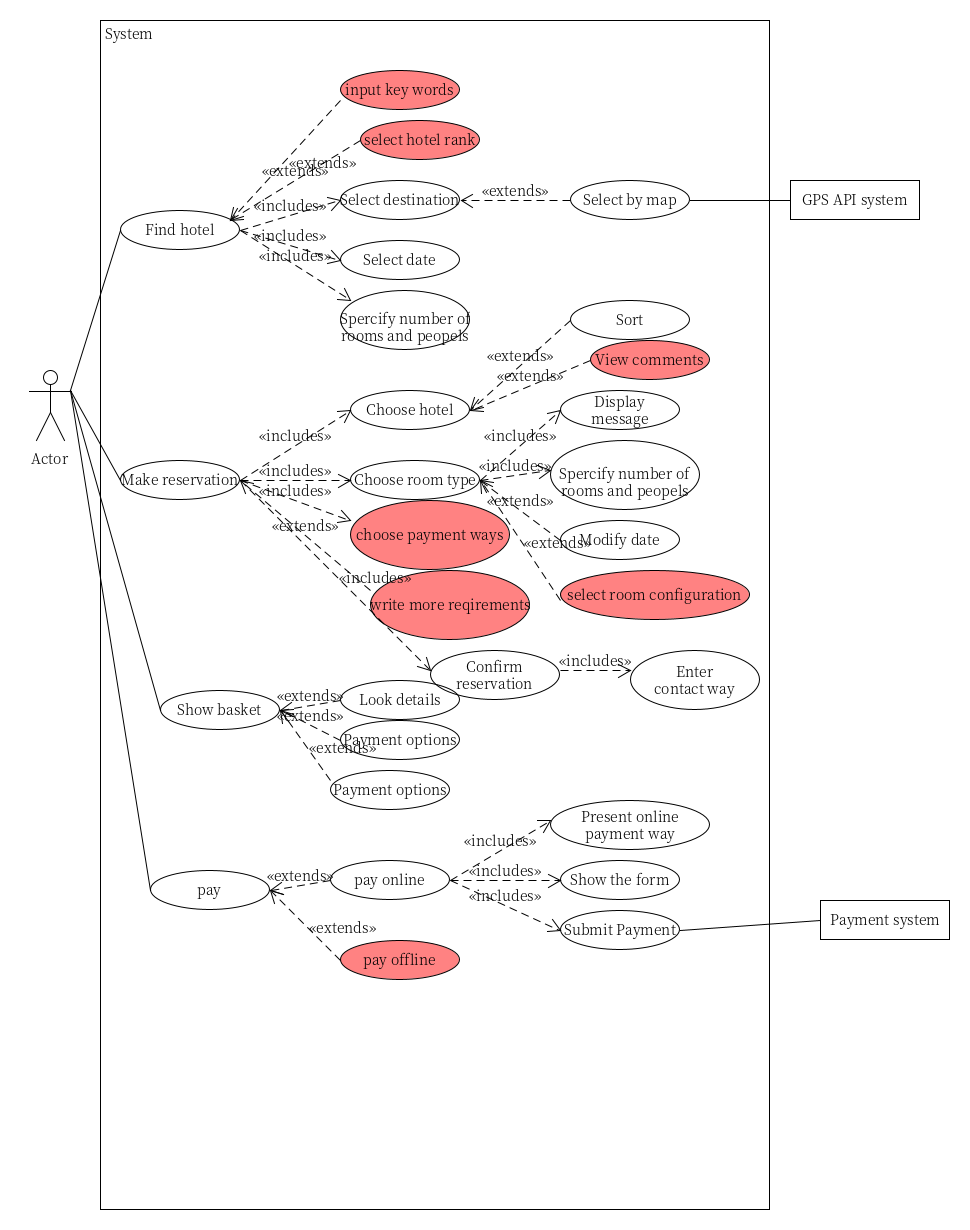 System
input key words
select hotel rank
«extends»
«extends»
Select destination
«extends»
Select by map
GPS API system
«includes»
Find hotel
«includes»
Select date
«includes»
Spercify number of
rooms and peopels
Sort
«extends»
View comments
«extends»
Choose hotel
Display
message
«includes»
«includes»
Actor
Make reservation
«includes»
Choose room type
«includes»
Spercify number of
rooms and peopels
«includes»
«extends»
«extends»
choose payment ways
«extends»
Modify date
«includes»
write more reqirements
select room configuration
Confirm
reservation
«includes»
Enter
contact way
Show basket
«extends»
Look details
«extends»
Payment options
«extends»
Payment options
Present online
payment way
«includes»
pay
«extends»
pay online
«includes»
Show the form
«includes»
Submit Payment
Payment system
«extends»
pay offline